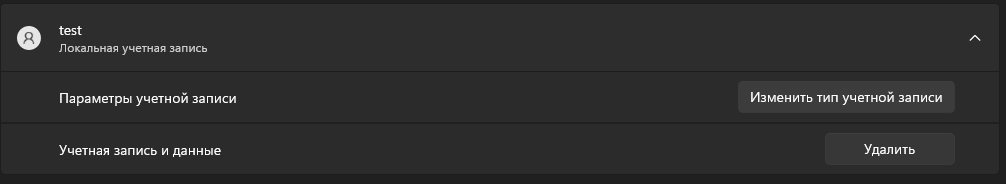 test
Локальная учетная запись
Параметры учетной записи
Изменить тип учетной записи
Учетная запись и данные
Удалить